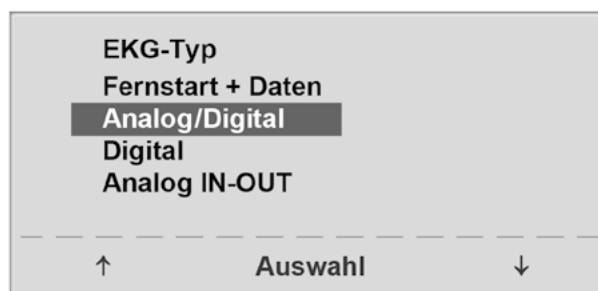 EKG-Typ
Fernstart + Daten
Analog/Digital
Digital
Analog IN-OUT
↑ Auswahl ↓